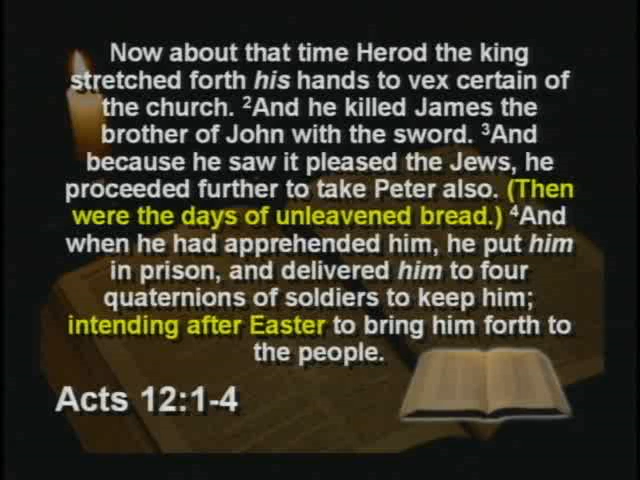 Now about that time Herod the king
stretched forth his hands to vex certain of
the church. ²And he killed James the
brother of John with the sword. ³And
because he saw it pleased the Jews, he
proceeded further to take Peter also. (Then
were the days of unleavened bread.) ⁴And
when he had apprehended him, he put him
in prison, and delivered him to four
quaternions of soldiers to keep him;
intending after Easter to bring him forth to
the people.
Acts 12:1-4